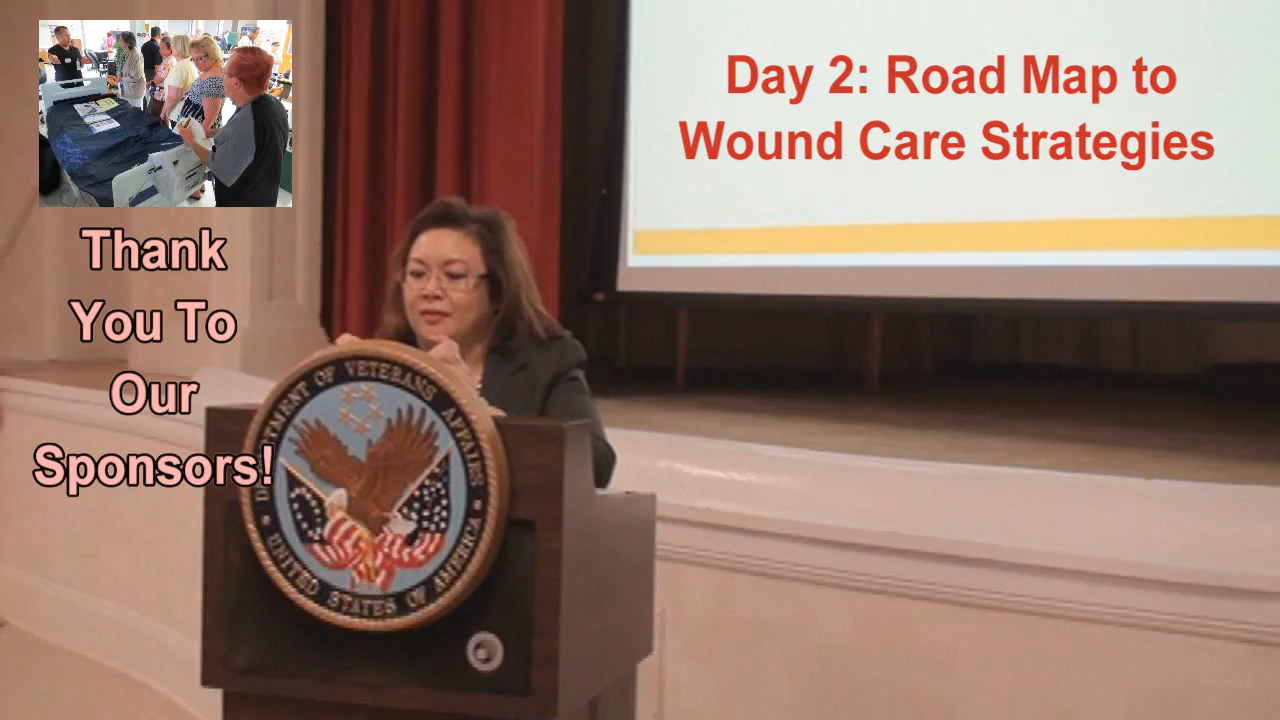 Day 2: Road Map to
Wound Care Strategies
Thank
You To
Our
Sponsors!
DEPARTMENT OF VETERANS AFFAIRS
UNITED STATES OF AMERICA